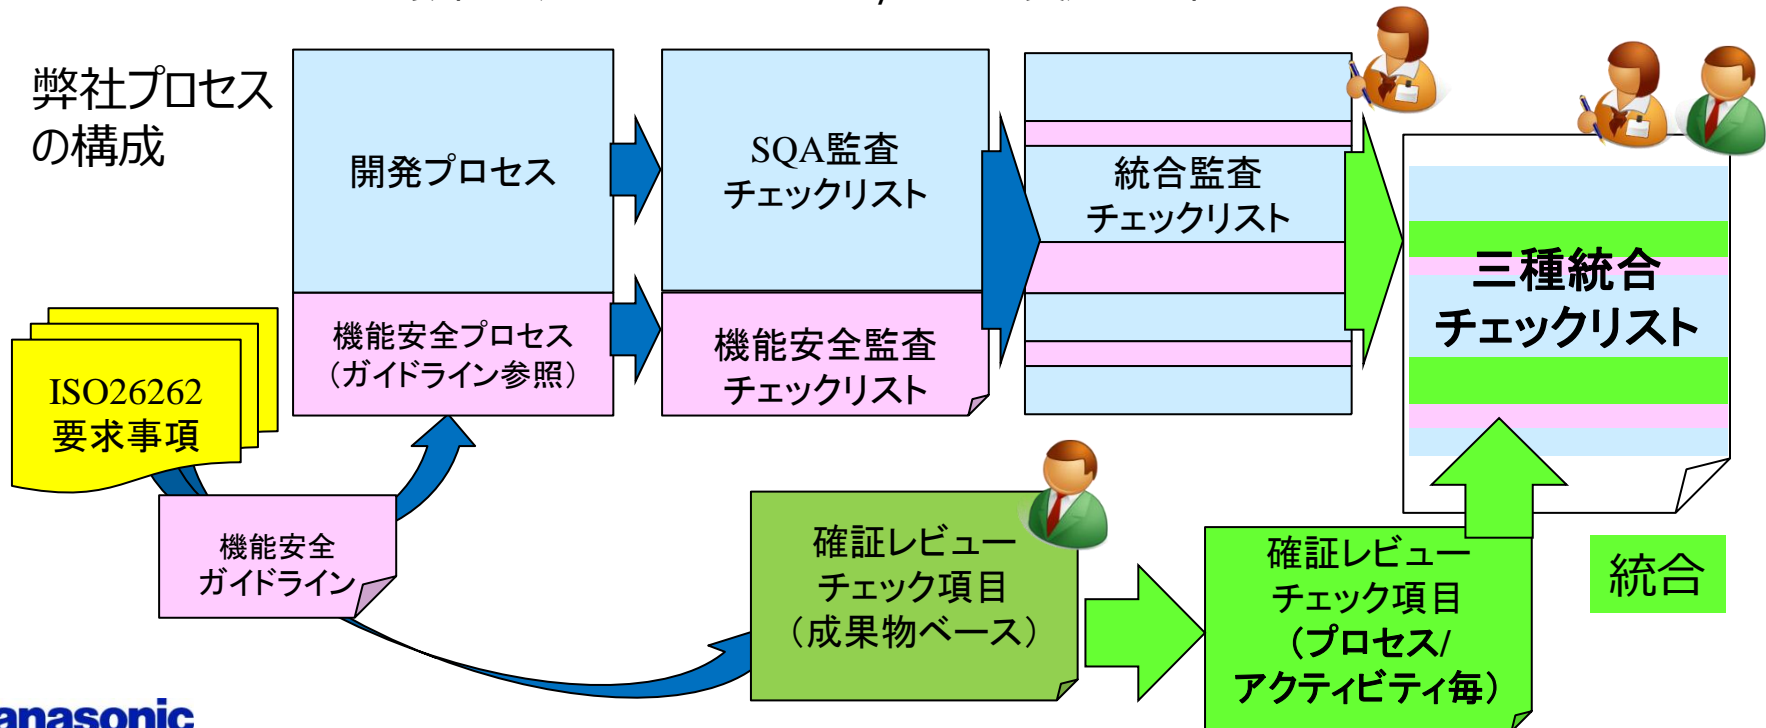 弊社プロセス
の構成
開発プロセス
SQA監査
チェックリスト
統合監査
チェックリスト
三種統合
チェックリスト
機能安全プロセス
（ガイドライン参照）
機能安全監査
チェックリスト
ISO26262
要求事項
機能安全
ガイドライン
確証レビュー
チェック項目
（成果物ベース）
確証レビュー
チェック項目
（プロセス/
アクティビティ毎）
統合
anasonic